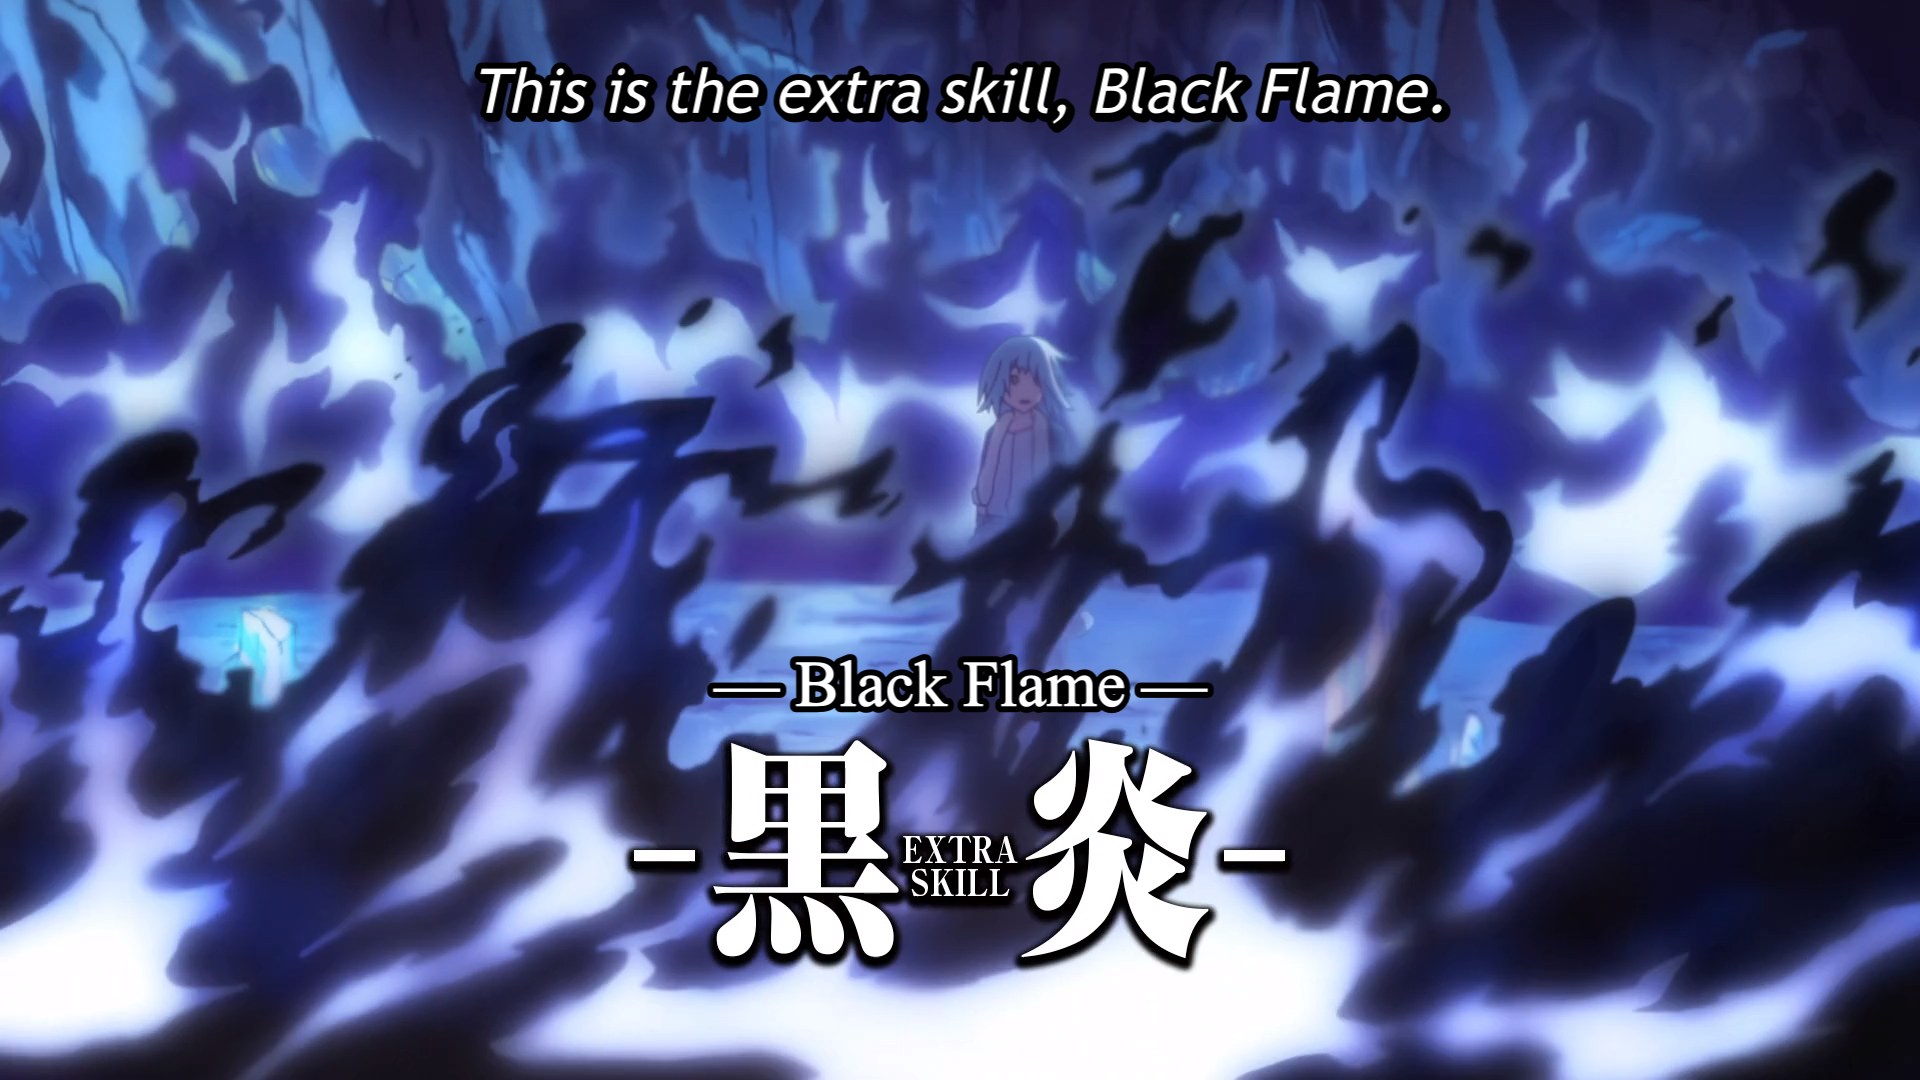 This is the extra skill, Black Flame.
— Black Flame —
-黒 EXTRA SKILL 炎-